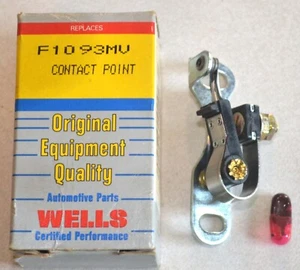 REPLACES
F1093MV
CONTACT POINT
Original
Equipment
Quality
Automotive Parts
WELLS
Certified Performance